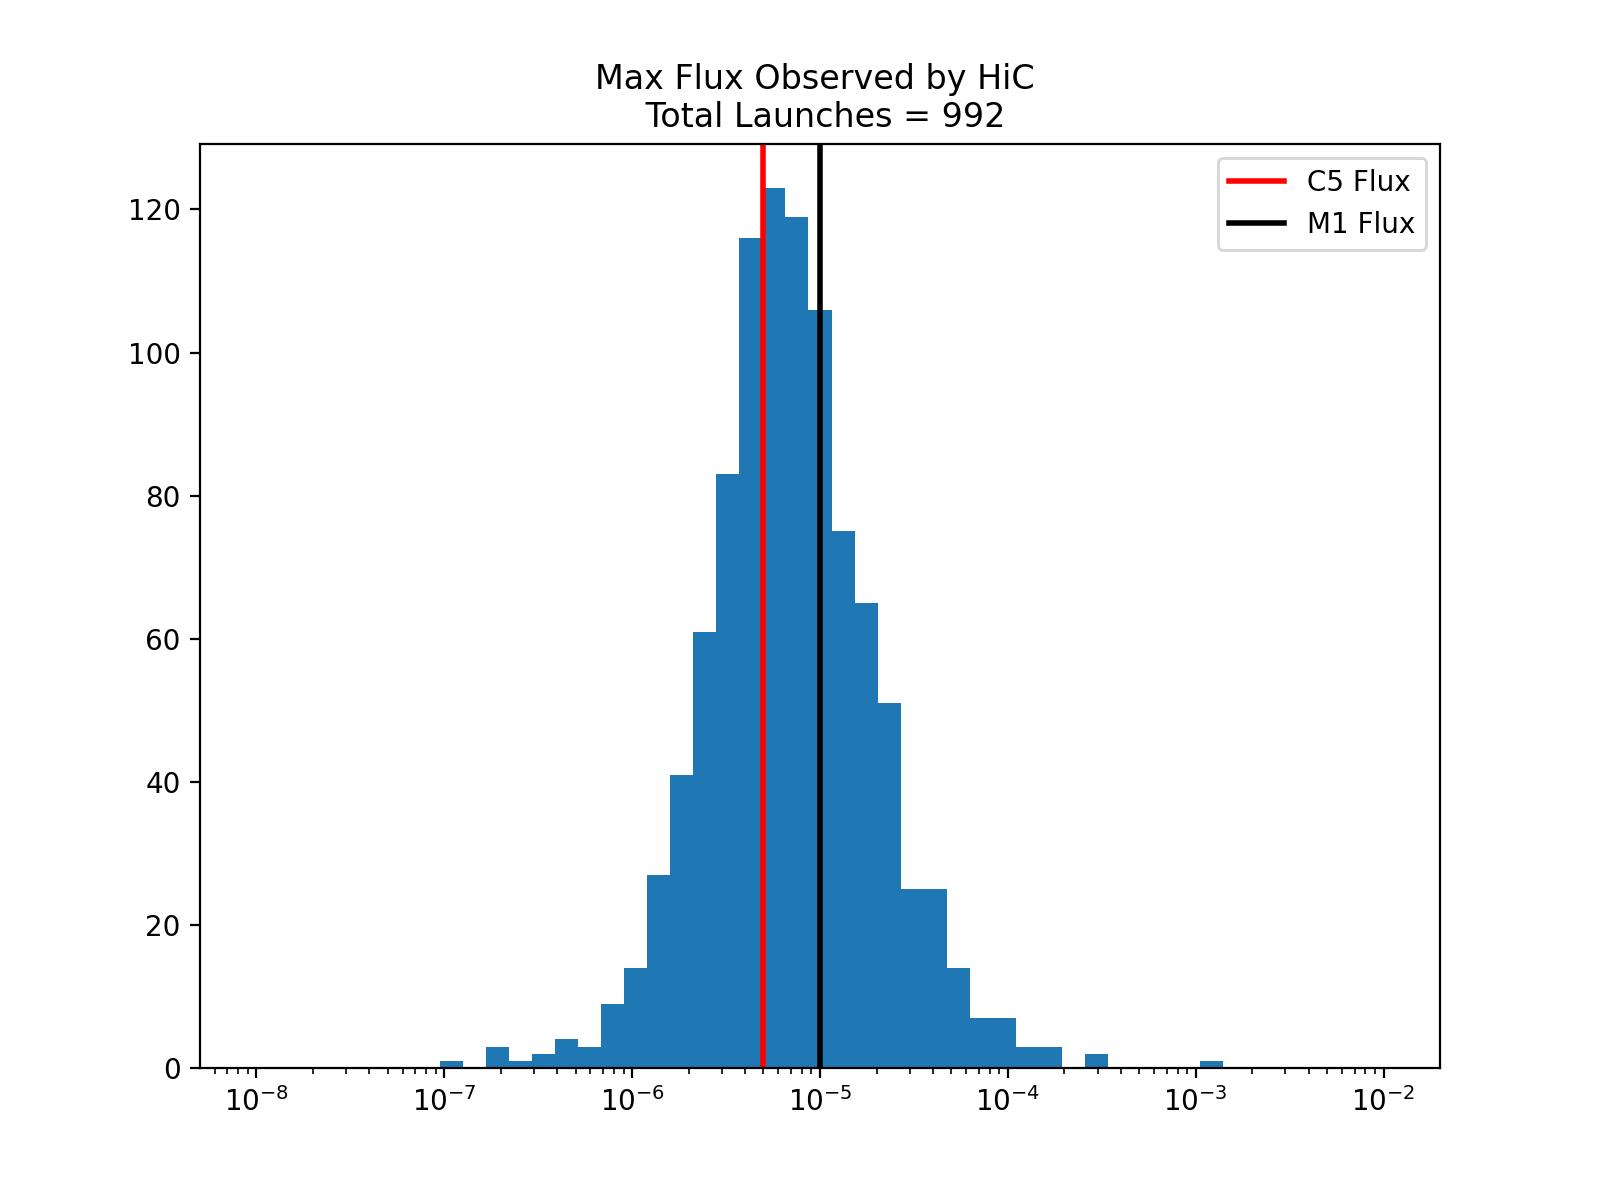 Max Flux Observed by HiC
Total Launches = 992
C5 Flux
M1 Flux
120
100
80
60
40
20
0
10⁻⁸ 10⁻⁷ 10⁻⁶ 10⁻⁵ 10⁻⁴ 10⁻³ 10⁻²